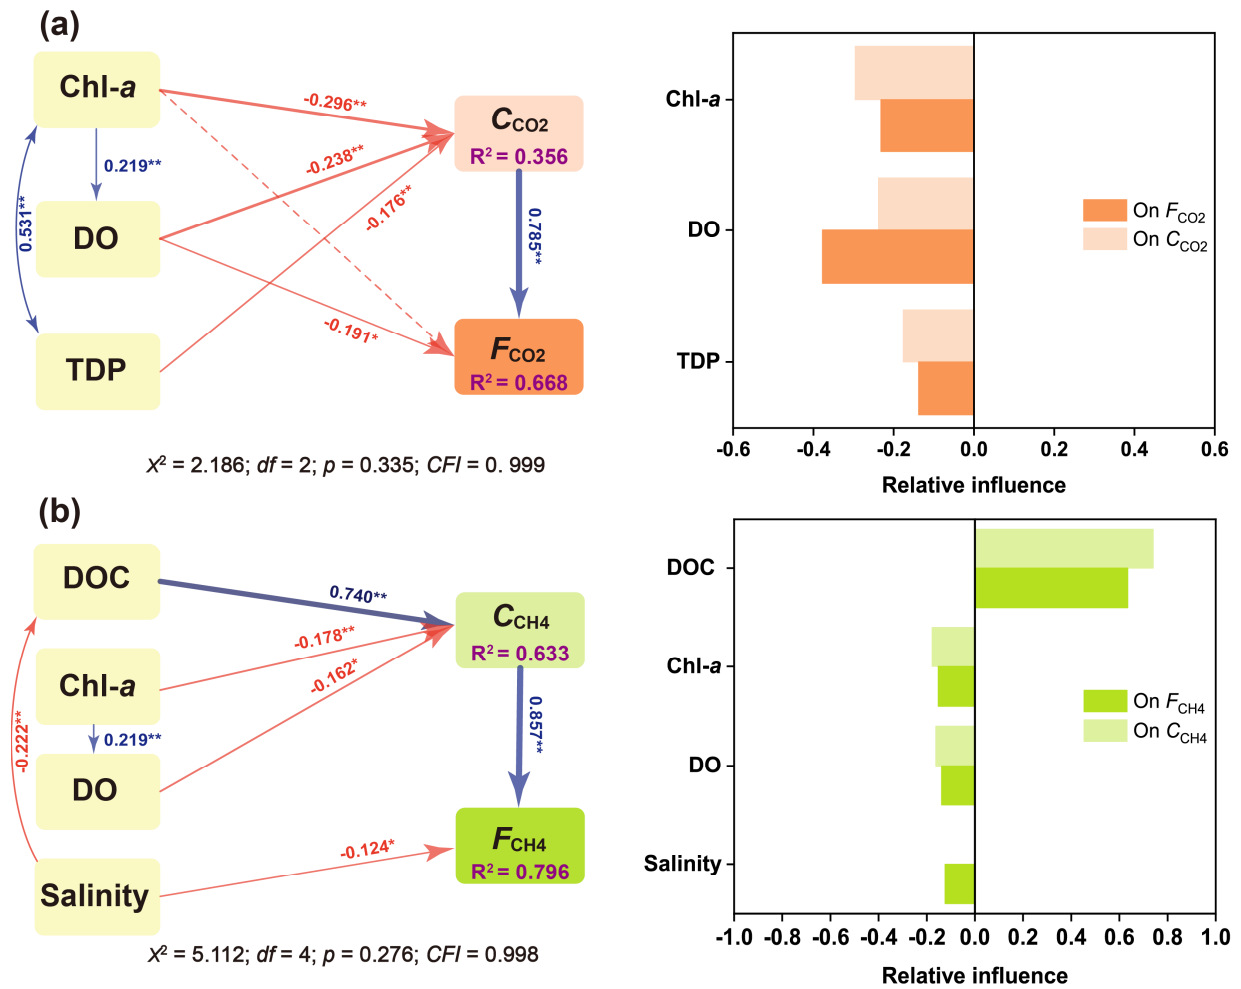 (a)
Chl-a
DO
TDP
0.219**
0.531**
-0.296**
-0.238**
-0.176**
-0.191*
CCO2
R² = 0.356
0.785**
FCO2
R² = 0.668
X² = 2.186; df = 2; p = 0.335; CFI = 0. 999
Chl-a
DO
TDP
On FCO2
On CCO2
-0.6 -0.4 -0.2 0.0 0.2 0.4 0.6
Relative influence
(b)
DOC
Chl-a
0.219**
DO
Salinity
-0.222**
0.740**
-0.178**
-0.162*
-0.124*
CCH4
R² = 0.633
0.857**
FCH4
R² = 0.796
X² = 5.112; df = 4; p = 0.276; CFI = 0.998
DOC
Chl-a
DO
Salinity
On FCH4
On CCH4
-1.0 -0.8 -0.6 -0.4 -0.2 0.0 0.2 0.4 0.6 0.8 1.0
Relative influence